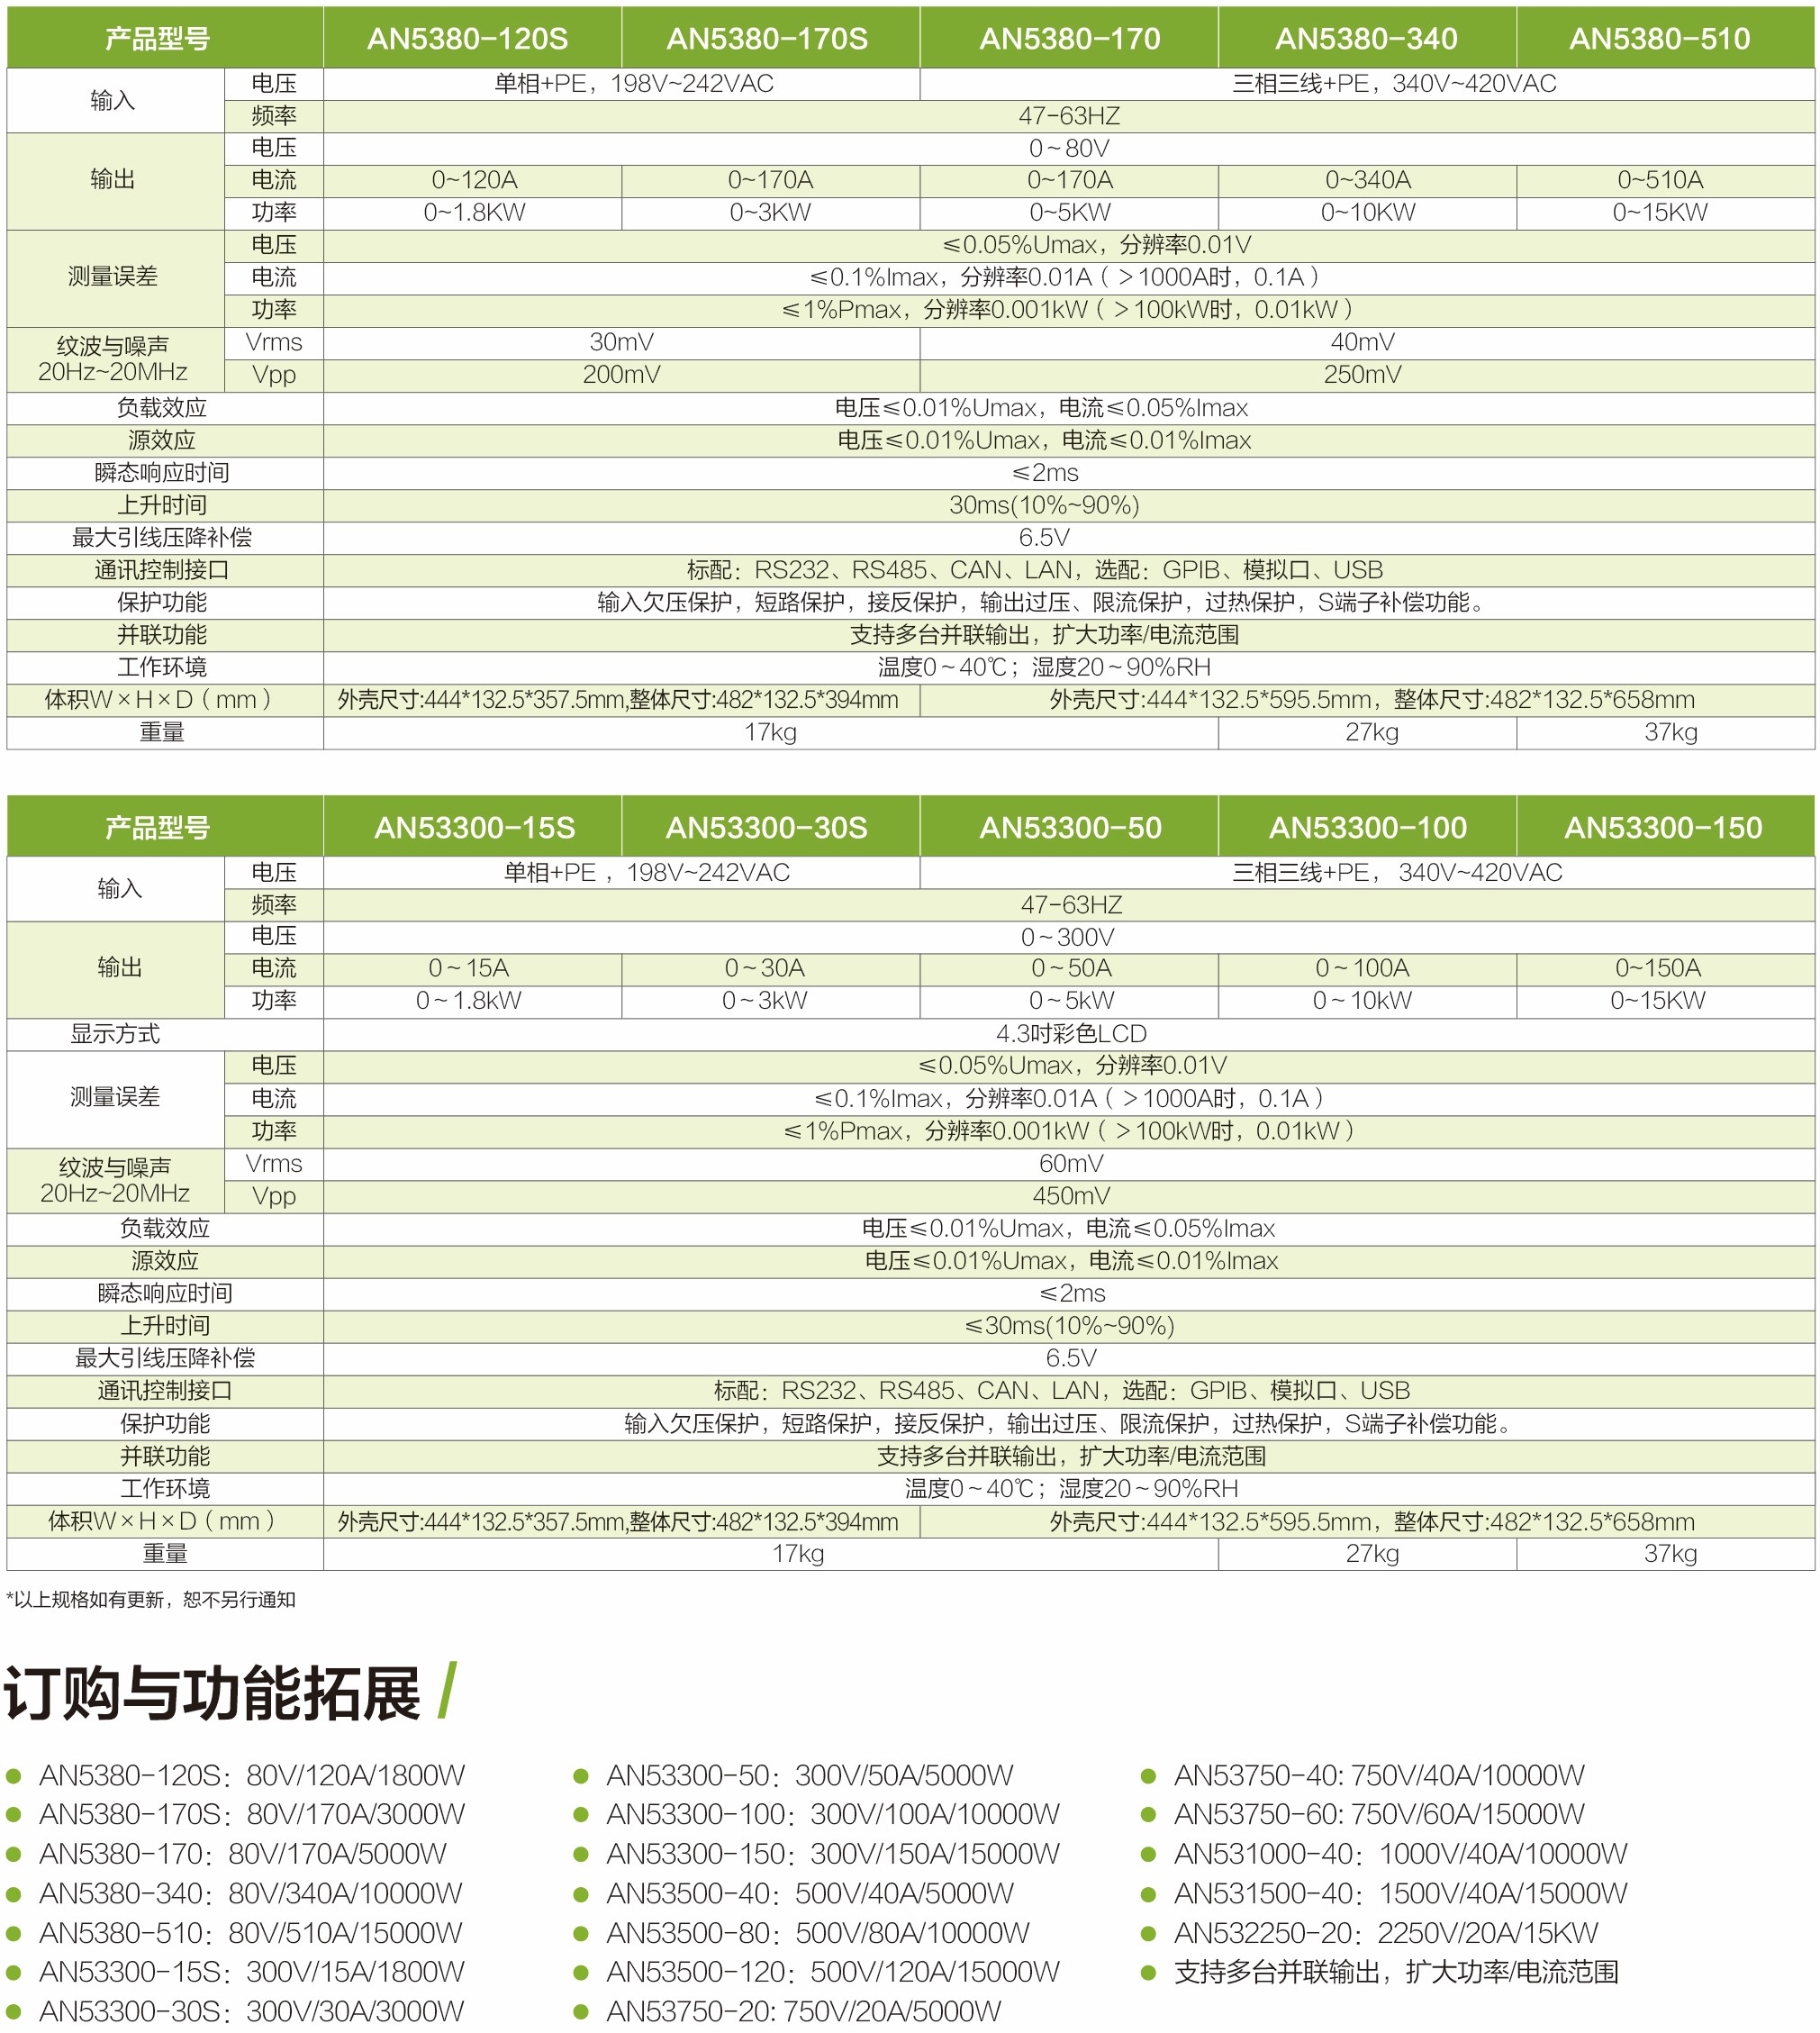 产品型号 AN5380-120S AN5380-170S AN5380-170 AN5380-340 AN5380-510
输入 电压 单相+PE，198V~242VAC 三相三线+PE，340V~420VAC
频率 47-63HZ
输出 电压 0～80V
电流 0~120A 0~170A 0~170A 0~340A 0~510A
功率 0~1.8KW 0~3KW 0~5KW 0~10KW 0~15KW
测量误差 电压 ≤0.05%Umax，分辨率0.01V
电流 ≤0.1%Imax，分辨率0.01A（＞1000A时，0.1A）
功率 ≤1%Pmax，分辨率0.001kW（＞100kW时，0.01kW）
纹波与噪声 Vrms 30mV 40mV
20Hz~20MHz Vpp 200mV 250mV
负载效应 电压≤0.01%Umax，电流≤0.05%Imax
源效应 电压≤0.01%Umax，电流≤0.01%Imax
瞬态响应时间 ≤2ms
上升时间 30ms(10%~90%)
最大引线压降补偿 6.5V
通讯控制接口 标配：RS232、RS485、CAN、LAN，选配：GPIB、模拟口、USB
保护功能 输入欠压保护，短路保护，接反保护，输出过压、限流保护，过热保护，S端子补偿功能。
并联功能 支持多台并联输出，扩大功率/电流范围
工作环境 温度0～40℃；湿度20～90%RH
体积W×H×D（mm） 外壳尺寸:444*132.5*357.5mm,整体尺寸:482*132.5*394mm 外壳尺寸:444*132.5*595.5mm，整体尺寸:482*132.5*658mm
重量 17kg 27kg 37kg
产品型号 AN53300-15S AN53300-30S AN53300-50 AN53300-100 AN53300-150
输入 电压 单相+PE ，198V~242VAC 三相三线+PE， 340V~420VAC
频率 47-63HZ
输出 电压 0～300V
电流 0～15A 0～30A 0～50A 0～100A 0~150A
功率 0～1.8kW 0～3kW 0～5kW 0～10kW 0~15KW
显示方式 4.3吋彩色LCD
测量误差 电压 ≤0.05%Umax，分辨率0.01V
电流 ≤0.1%Imax，分辨率0.01A（＞1000A时，0.1A）
功率 ≤1%Pmax，分辨率0.001kW（＞100kW时，0.01kW）
纹波与噪声 Vrms 60mV
20Hz~20MHz Vpp 450mV
负载效应 电压≤0.01%Umax，电流≤0.05%Imax
源效应 电压≤0.01%Umax，电流≤0.01%Imax
瞬态响应时间 ≤2ms
上升时间 ≤30ms(10%~90%)
最大引线压降补偿 6.5V
通讯控制接口 标配：RS232、RS485、CAN、LAN，选配：GPIB、模拟口、USB
保护功能 输入欠压保护，短路保护，接反保护，输出过压、限流保护，过热保护，S端子补偿功能。
并联功能 支持多台并联输出，扩大功率/电流范围
工作环境 温度0～40℃；湿度20～90%RH
体积W×H×D（mm） 外壳尺寸:444*132.5*357.5mm,整体尺寸:482*132.5*394mm 外壳尺寸:444*132.5*595.5mm，整体尺寸:482*132.5*658mm
重量 17kg 27kg 37kg
*以上规格如有更新，恕不另行通知
订购与功能拓展
AN5380-120S：80V/120A/1800W
AN5380-170S：80V/170A/3000W
AN5380-170：80V/170A/5000W
AN5380-340：80V/340A/10000W
AN5380-510：80V/510A/15000W
AN53300-15S：300V/15A/1800W
AN53300-30S：300V/30A/3000W
AN53300-50：300V/50A/5000W
AN53300-100：300V/100A/10000W
AN53300-150：300V/150A/15000W
AN53500-40：500V/40A/5000W
AN53500-80：500V/80A/10000W
AN53500-120：500V/120A/15000W
AN53750-20: 750V/20A/5000W
AN53750-40: 750V/40A/10000W
AN53750-60: 750V/60A/15000W
AN531000-40：1000V/40A/10000W
AN531500-40：1500V/40A/15000W
AN532250-20：2250V/20A/15KW
支持多台并联输出，扩大功率/电流范围